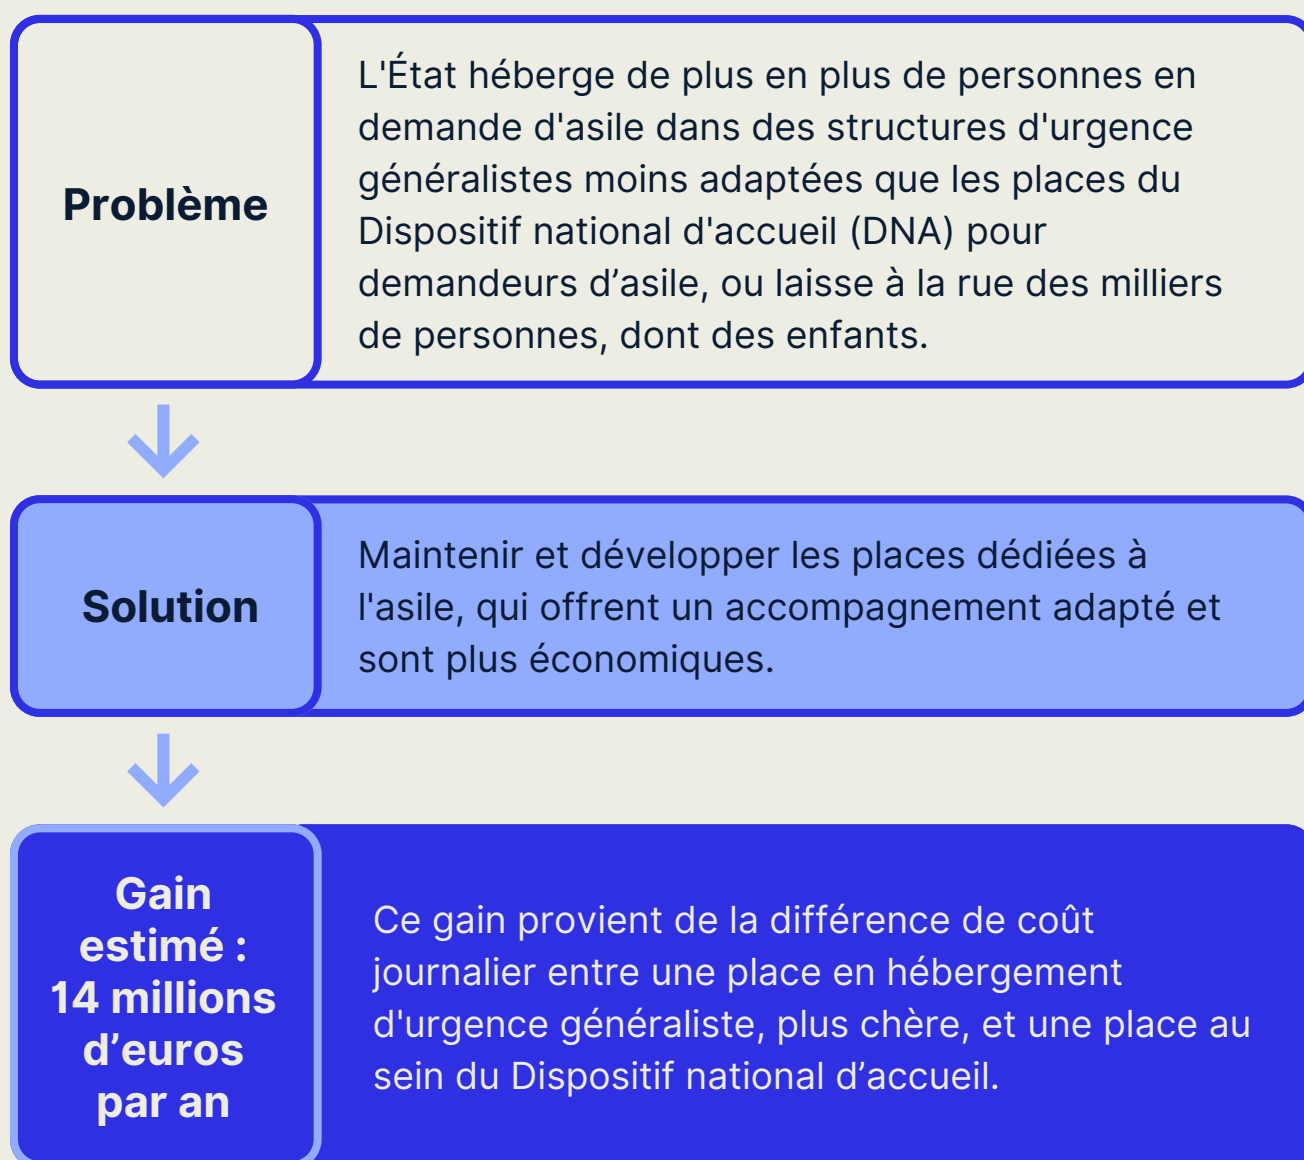 Problème
L'État héberge de plus en plus de personnes en
demande d'asile dans des structures d'urgence
généralistes moins adaptées que les places du
Dispositif national d'accueil (DNA) pour
demandeurs d’asile, ou laisse à la rue des milliers
de personnes, dont des enfants.
Solution
Maintenir et développer les places dédiées à
l'asile, qui offrent un accompagnement adapté et
sont plus économiques.
Gain
estimé :
14 millions
d’euros
par an
Ce gain provient de la différence de coût
journalier entre une place en hébergement
d'urgence généraliste, plus chère, et une place au
sein du Dispositif national d’accueil.